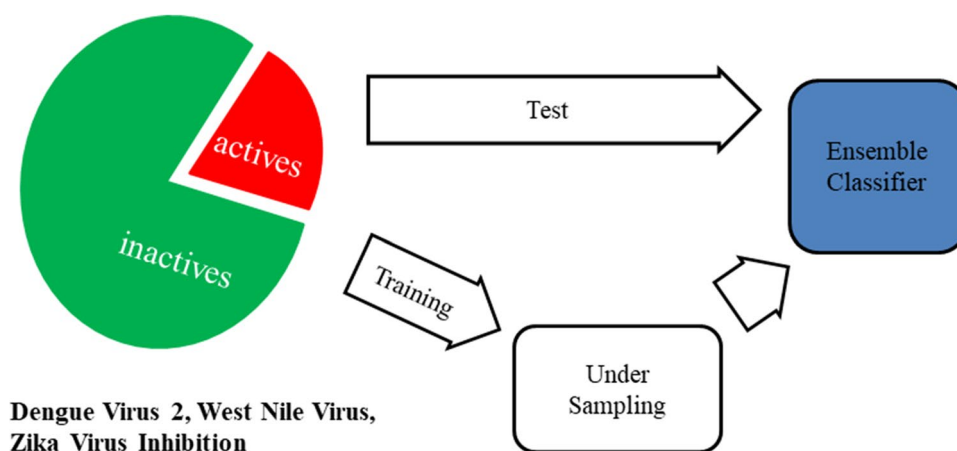 actives
inactives
Test
Training
Under
Sampling
Ensemble
Classifier
Dengue Virus 2, West Nile Virus,
Zika Virus Inhibition